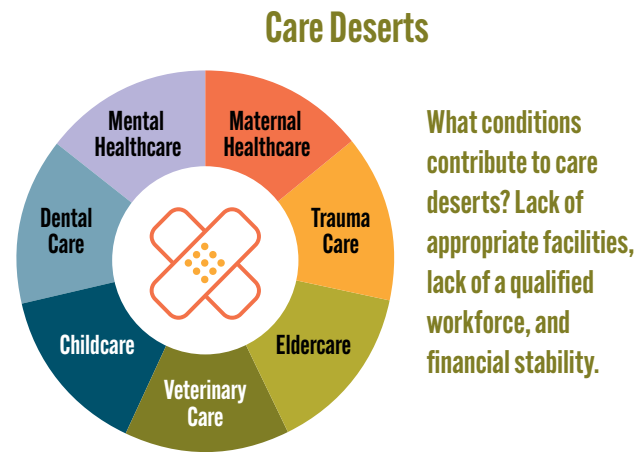 Care Deserts
Mental
Healthcare
Maternal
Healthcare
Dental
Care
Trauma
Care
Childcare
Eldercare
Veterinary
Care
What conditions
contribute to care
deserts? Lack of
appropriate facilities,
lack of a qualified
workforce, and
financial stability.